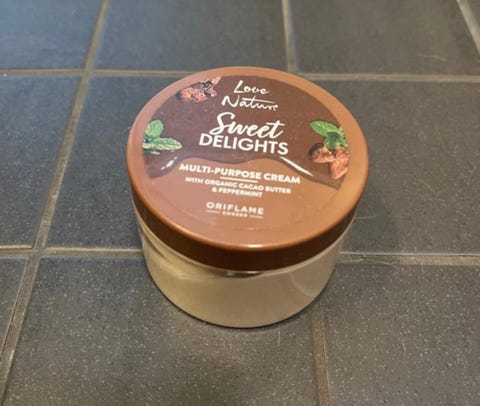 Love
Nature
Sweet
DELIGHTS
MULTI-PURPOSE CREAM
WITH ORGANIC CACAO BUTTER
& PEPPERMINT
ORIFLAME
SWEDEN